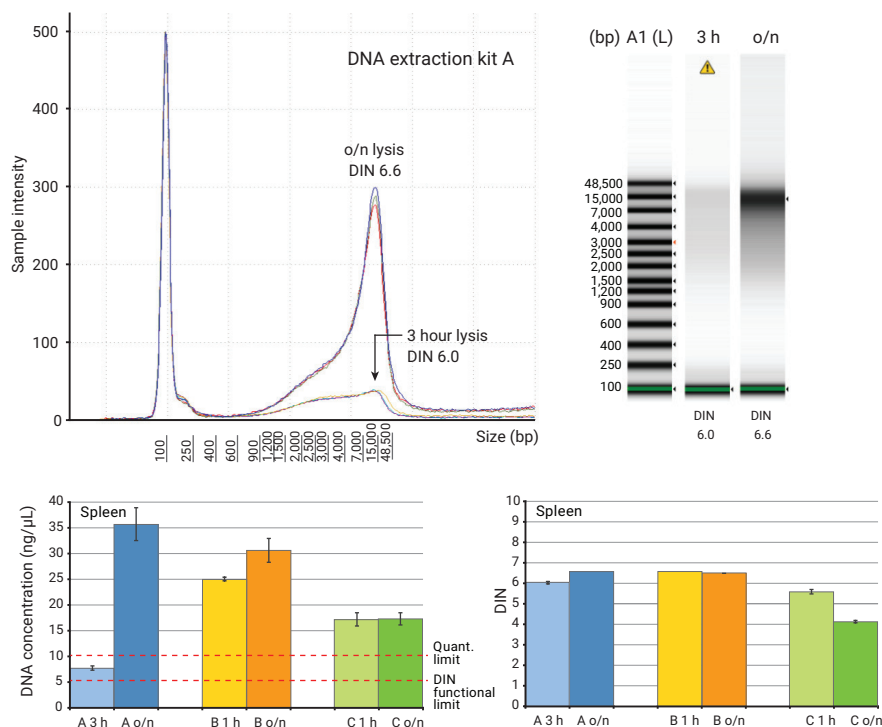 DNA extraction kit A
Sample intensity
500
400
300
200
100
0
o/n lysis
DIN 6.6
3 hour lysis
DIN 6.0
100
250
400
600
900
1,200
1,500
2,000
2,500
3,000
4,000
7,000
15,000
48,500
Size (bp)
(bp) A1 (L) 3 h o/n
48,500
15,000
7,000
4,000
3,000
2,500
2,000
1,500
1,200
900
600
400
250
100
DIN DIN
6.0 6.6
Spleen
DNA concentration (ng/µL)
40
35
30
25
20
15
10
5
0
Quant.
limit
DIN
functional
limit
A 3 h A o/n B 1 h B o/n C 1 h C o/n
Spleen
DIN
10
9
8
7
6
5
4
3
2
1
0
A 3 h A o/n B 1 h B o/n C 1 h C o/n